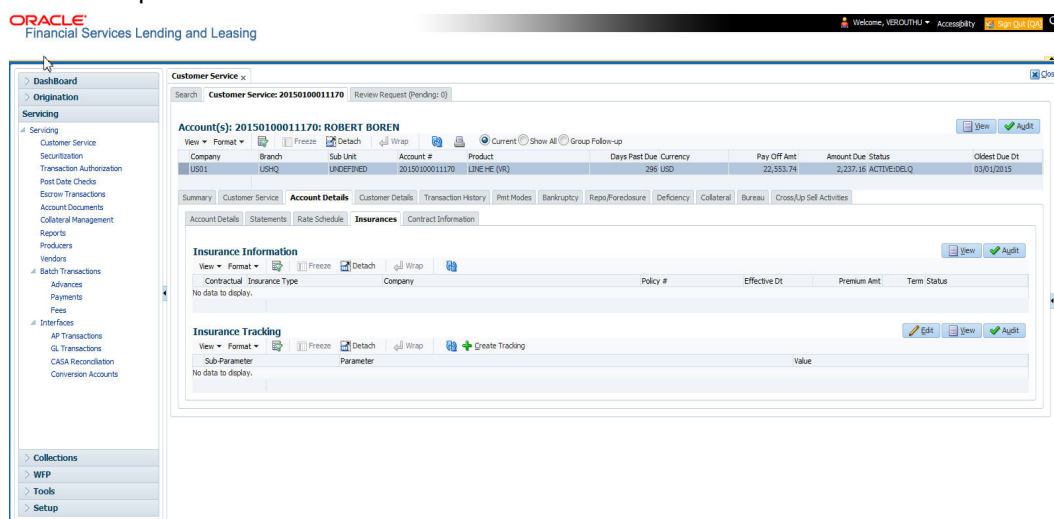 ORACLE®
Financial Services Lending and Leasing
Welcome, VEROUTHU Accessibility Sign Out [QA]
DashBoard
Origination
Servicing
Servicing
Customer Service
Securitization
Transaction Authorization
Post Date Checks
Escrow Transactions
Account Documents
Collateral Management
Reports
Producers
Vendors
Batch Transactions
Advances
Payments
Fees
Interfaces
AP Transactions
GL Transactions
CASA Reconciliation
Conversion Accounts
Collections
WFP
Tools
Setup
Customer Service x
Clos
Search Customer Service: 20150100011170 Review Request (Pending: 0)
Account(s): 20150100011170: ROBERT BOREN
View Audit
View Format Freeze Detach Wrap Current Show All Group Follow-up
Company Branch Sub Unit Account # Product Days Past Due Currency Pay Off Amt Amount Due Status Oldest Due Dt
US01 USHQ UNDEFINED 20150100011170 LINE HE (VR) 296 USD 22,553.74 2,237.16 ACTIVE:DELQ 03/01/2015
Summary Customer Service Account Details Customer Details Transaction History Pmt Modes Bankruptcy Repo/Foreclosure Deficiency Collateral Bureau Cross/Up Sell Activities
Account Details Statements Rate Schedule Insurances Contract Information
Insurance Information
View Audit
View Format Freeze Detach Wrap
Contractual Insurance Type Company Policy # Effective Dt Premium Amt Term Status
No data to display.
Insurance Tracking
Edit View Audit
View Format Freeze Detach Wrap Create Tracking
Sub-Parameter Parameter Value
No data to display.